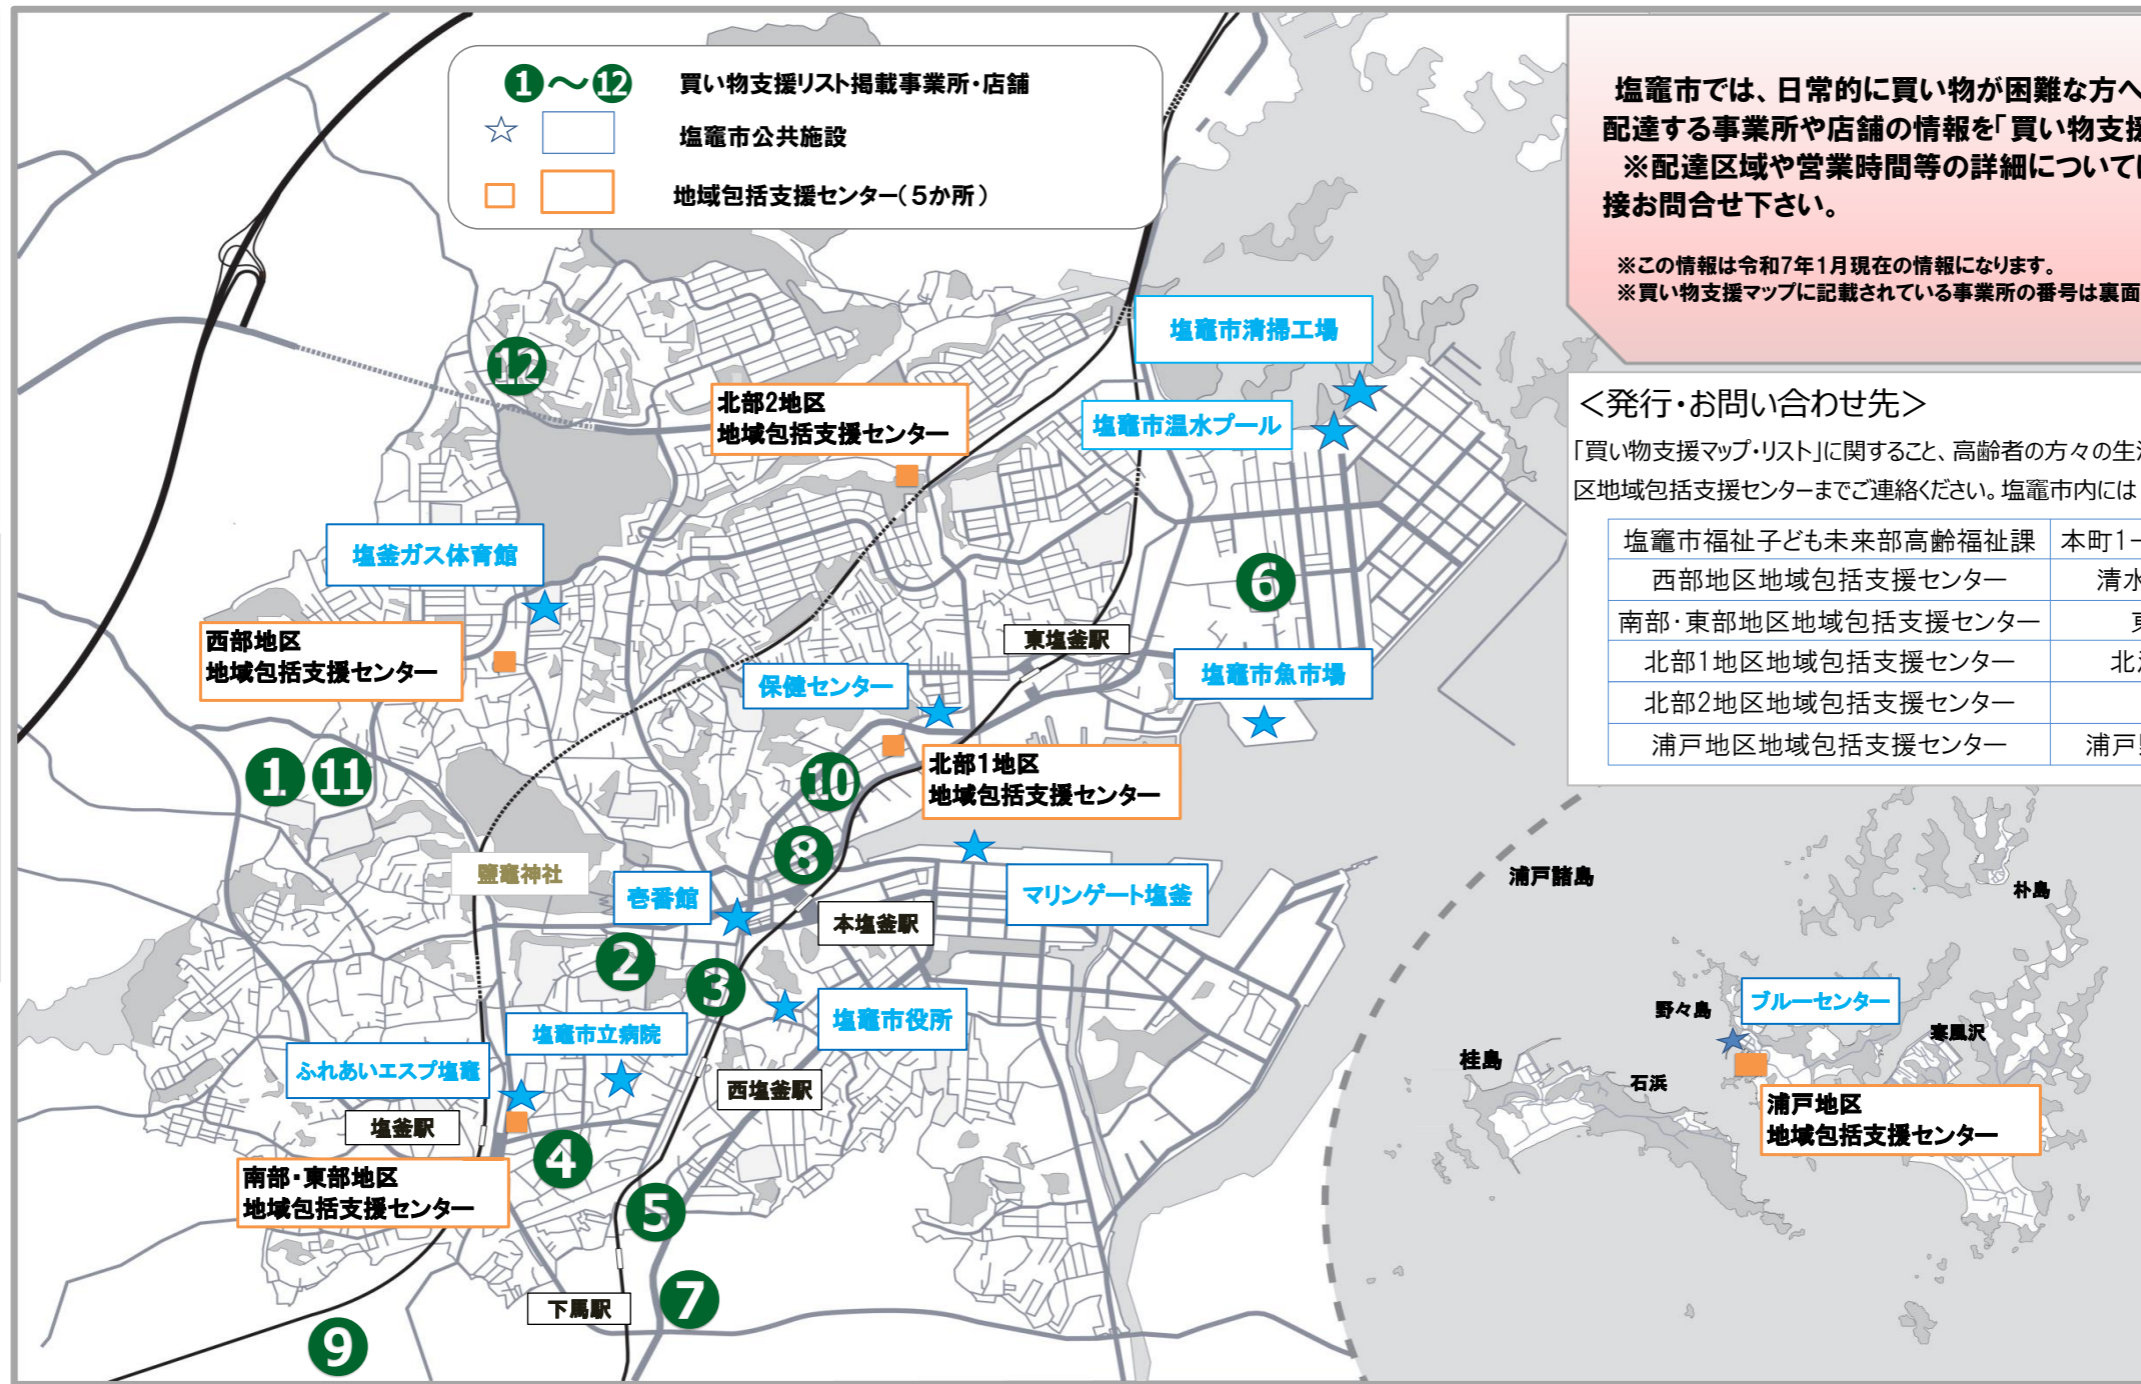 ❶～⓬ 買い物支援リスト掲載事業所・店舗
塩竈市公共施設
地域包括支援センター(5か所)
塩竈市では、日常的に買い物が困難な方へ
配達する事業所や店舗の情報を「買い物支援
※配達区域や営業時間等の詳細については
接お問合せ下さい。
※この情報は令和7年1月現在の情報になります。
※買い物支援マップに記載されている事業所の番号は裏面
＜発行・お問い合わせ先＞
「買い物支援マップ・リスト」に関すること、高齢者の方々の生活
区地域包括支援センターまでご連絡ください。塩竈市内には
塩竈市福祉子ども未来部高齢福祉課 本町1－
西部地区地域包括支援センター 清水
南部・東部地区地域包括支援センター 東
北部1地区地域包括支援センター 北浜
北部2地区地域包括支援センター
浦戸地区地域包括支援センター 浦戸野
塩竈市清掃工場
⓬
北部2地区
地域包括支援センター
塩竈市温水プール
塩釜ガス体育館
❻
西部地区
地域包括支援センター
東塩釜駅
保健センター
塩竈市魚市場
❶
⓫
❿
北部1地区
地域包括支援センター
❽
鹽竈神社
壱番館
マリンゲート塩釜
本塩釜駅
❷
❸
塩竈市役所
塩竈市立病院
ふれあいエスプ塩竈
西塩釜駅
塩釜駅
❹
南部・東部地区
地域包括支援センター
❺
下馬駅
❼
❾
浦戸諸島
朴島
野々島
ブルーセンター
寒風沢
桂島
石浜
浦戸地区
地域包括支援センター